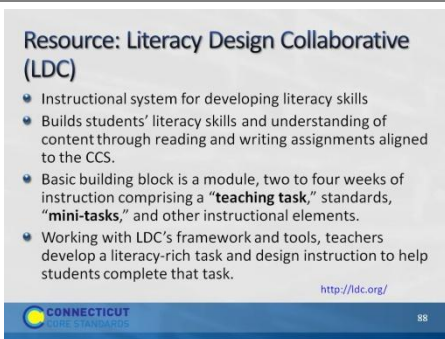 Resource: Literacy Design Collaborative
(LDC)
Instructional system for developing literacy skills
Builds students' literacy skills and understanding of
content through reading and writing assignments aligned
to the CCS.
Basic building block is a module, two to four weeks of
instruction comprising a “teaching task,” standards,
“mini-tasks,” and other instructional elements.
Working with LDC's framework and tools, teachers
develop a literacy-rich task and design instruction to help
students complete that task.
http://ldc.org/
CONNECTICUT
CORE STANDARDS
88